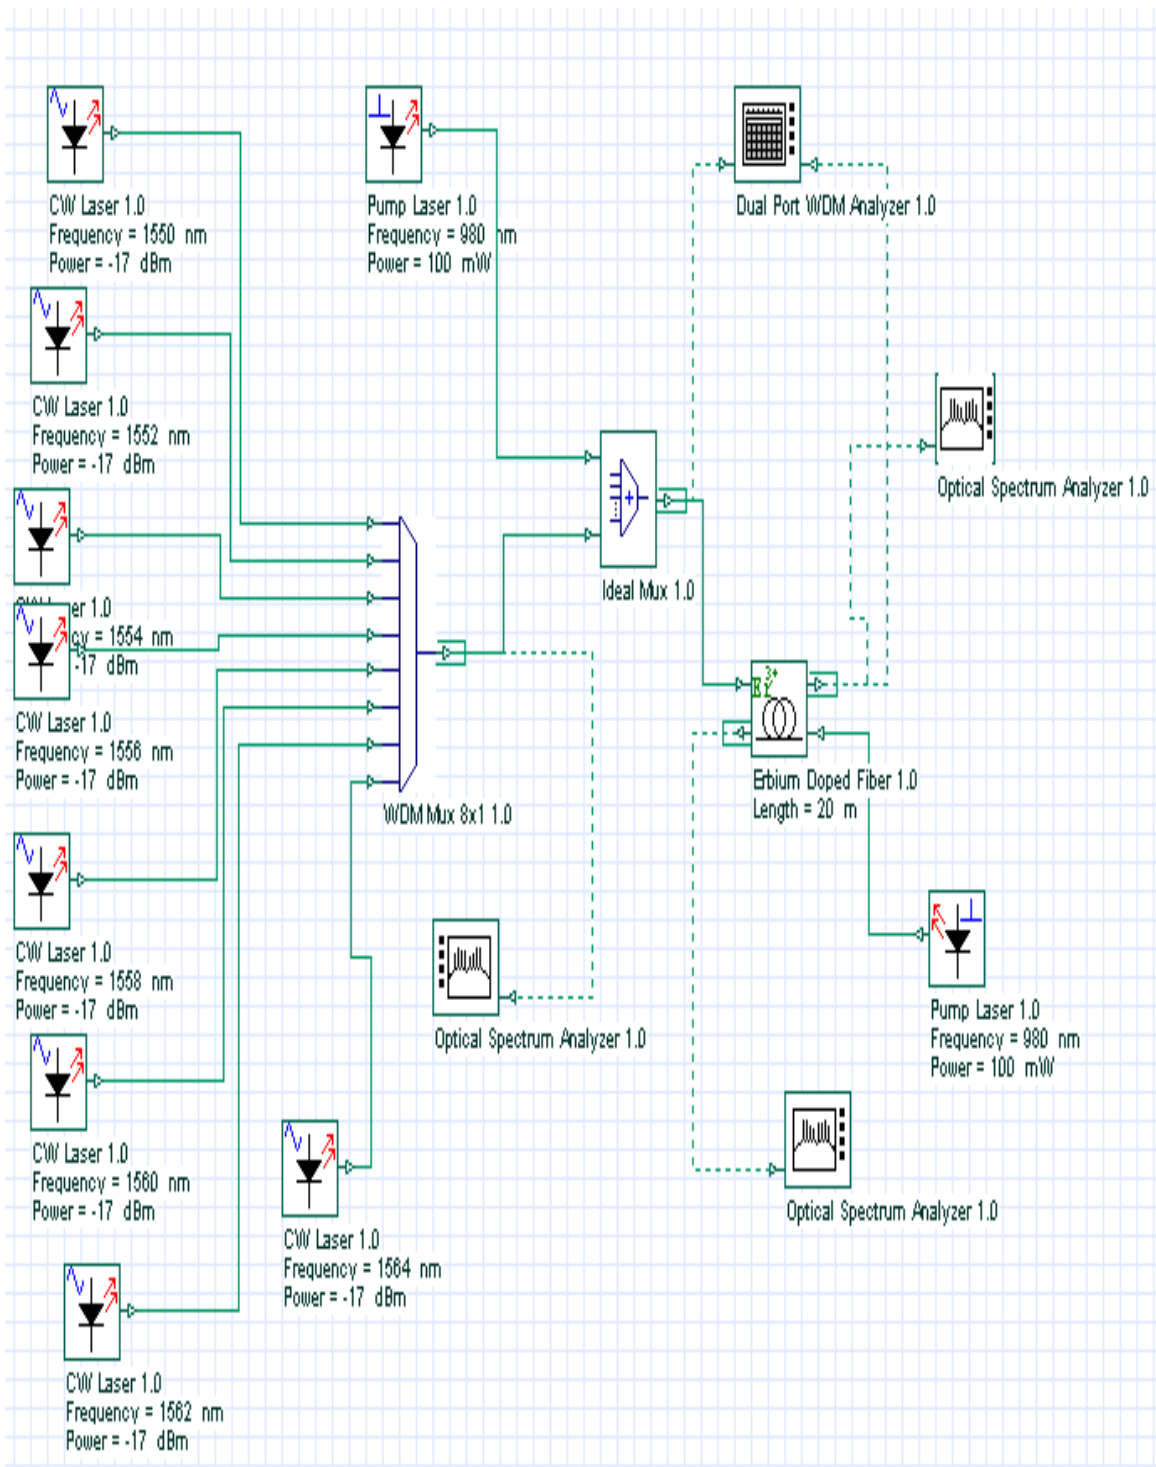 CW Laser 1.0
Frequency = 1550 nm
Power = -17 dBm
Pump Laser 1.0
Frequency = 980 nm
Power = 100 mW
Dual Port WDM Analyzer 1.0
CW Laser 1.0
Frequency = 1552 nm
Power = -17 dBm
Optical Spectrum Analyzer 1.0
er 1.0
cy = 1554 nm
-17 dBm
Ideal Mux 1.0
CW Laser 1.0
Frequency = 1556 nm
Power = -17 dBm
WDM Mux 8x1 1.0
Er 3+
Erbium Doped Fiber 1.0
Length = 20 m
CW Laser 1.0
Frequency = 1558 nm
Power = -17 dBm
Optical Spectrum Analyzer 1.0
Pump Laser 1.0
Frequency = 980 nm
Power = 100 mW
CW Laser 1.0
Frequency = 1560 nm
Power = -17 dBm
Optical Spectrum Analyzer 1.0
CW Laser 1.0
Frequency = 1564 nm
Power = -17 dBm
CW Laser 1.0
Frequency = 1562 nm
Power = -17 dBm